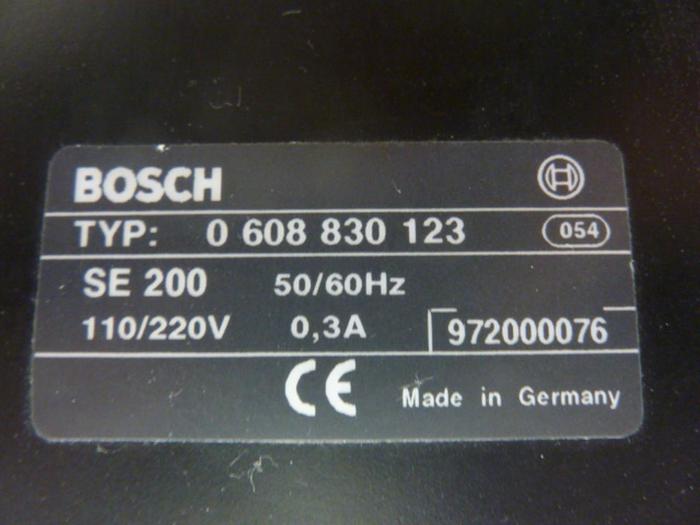 BOSCH
TYP: 0 608 830 123 054
SE 200 50/60Hz
110/220V 0,3A 972000076
CE Made in Germany